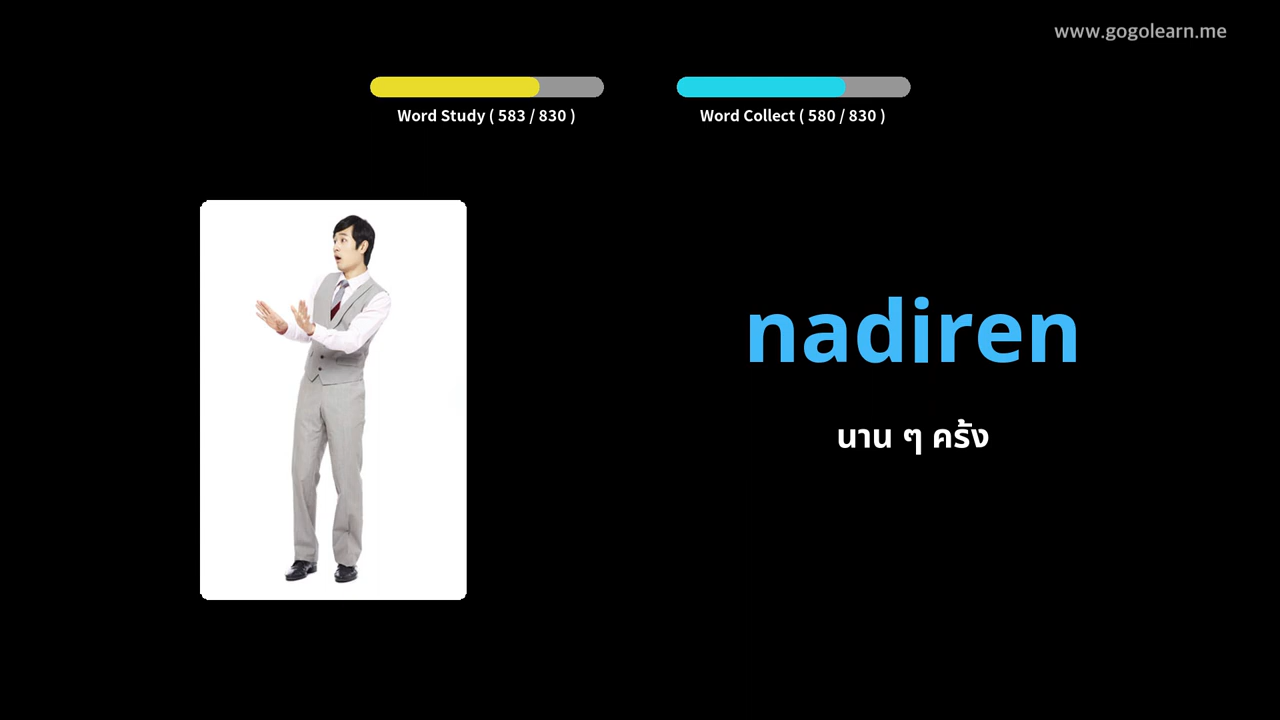 www.gogolearn.me
Word Study ( 583 / 830 )
Word Collect ( 580 / 830 )
nadiren
นาน ๆ ครั้ง